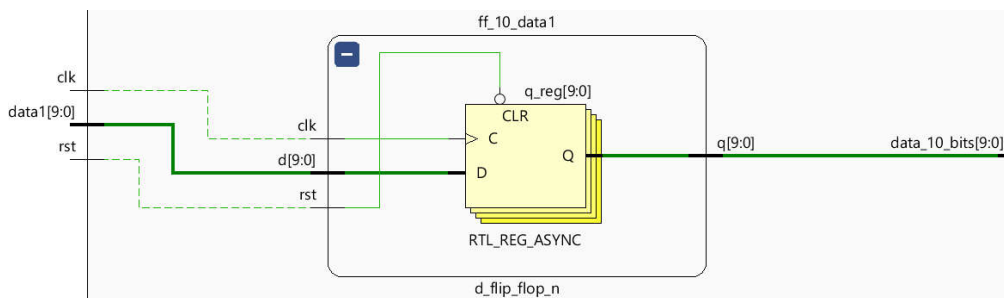 ff_10_data1
clk
data1[9:0]
rst
clk
d[9:0]
rst
q_reg[9:0]
CLR
C
D
Q
RTL_REG_ASYNC
q[9:0]
data_10_bits[9:0]
d_flip_flop_n